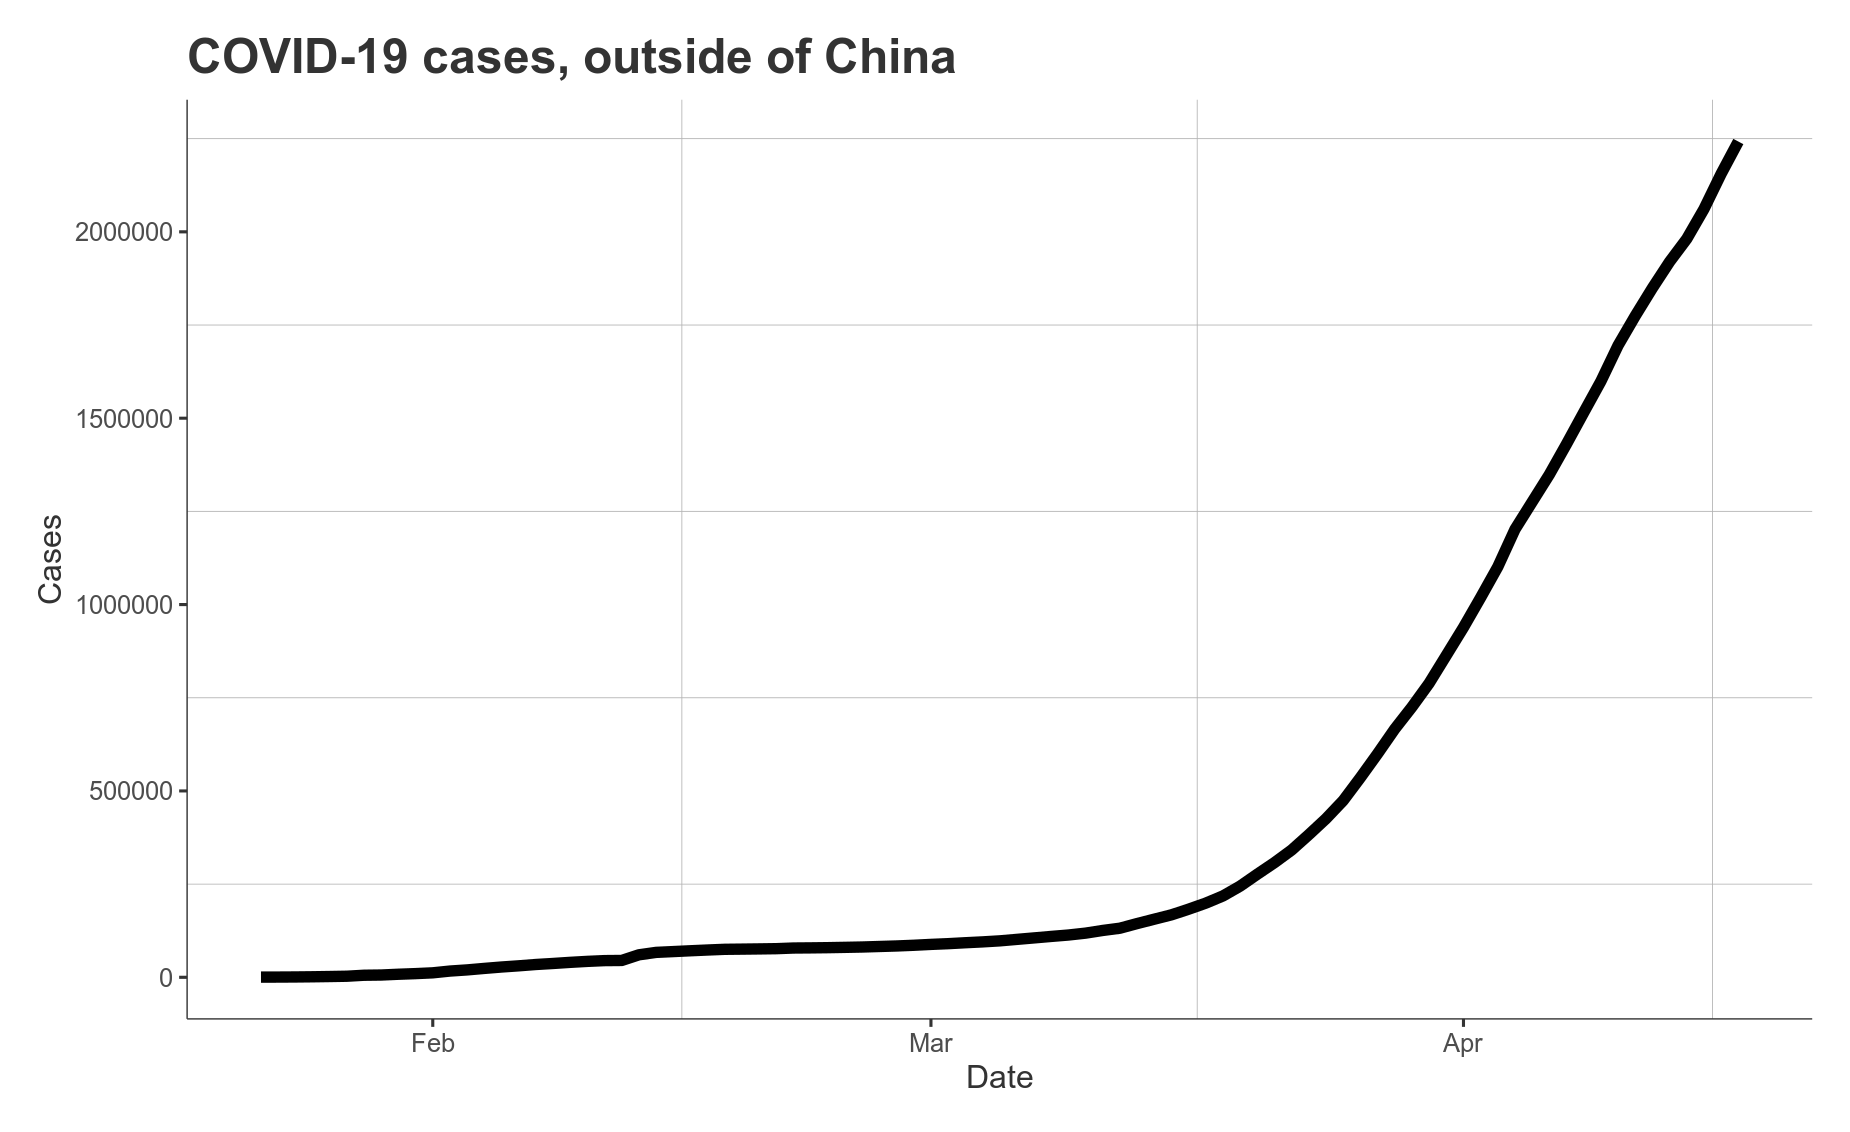 COVID-19 cases, outside of China
Cases
2000000
1500000
1000000
500000
0
Feb
Mar
Apr
Date